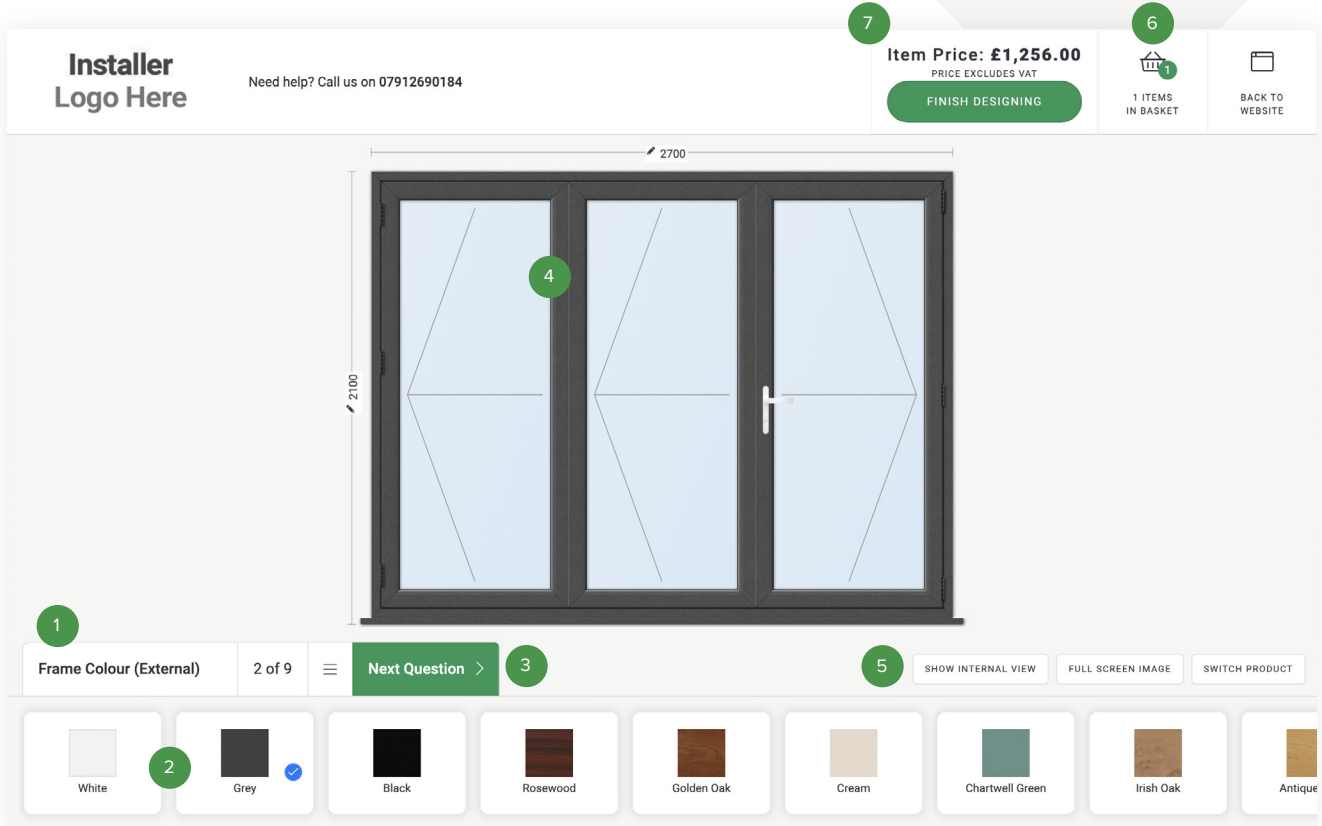 7
6
Installer
Logo Here
Need help? Call us on 07912690184
Item Price: £1,256.00
PRICE EXCLUDES VAT
FINISH DESIGNING
1
1 ITEMS
IN BASKET
BACK TO
WEBSITE
2700
4
2100
1
Frame Colour (External)
2 of 9
Next Question
3
5
SHOW INTERNAL VIEW
FULL SCREEN IMAGE
SWITCH PRODUCT
2
White
Grey
Black
Rosewood
Golden Oak
Cream
Chartwell Green
Irish Oak
Antique